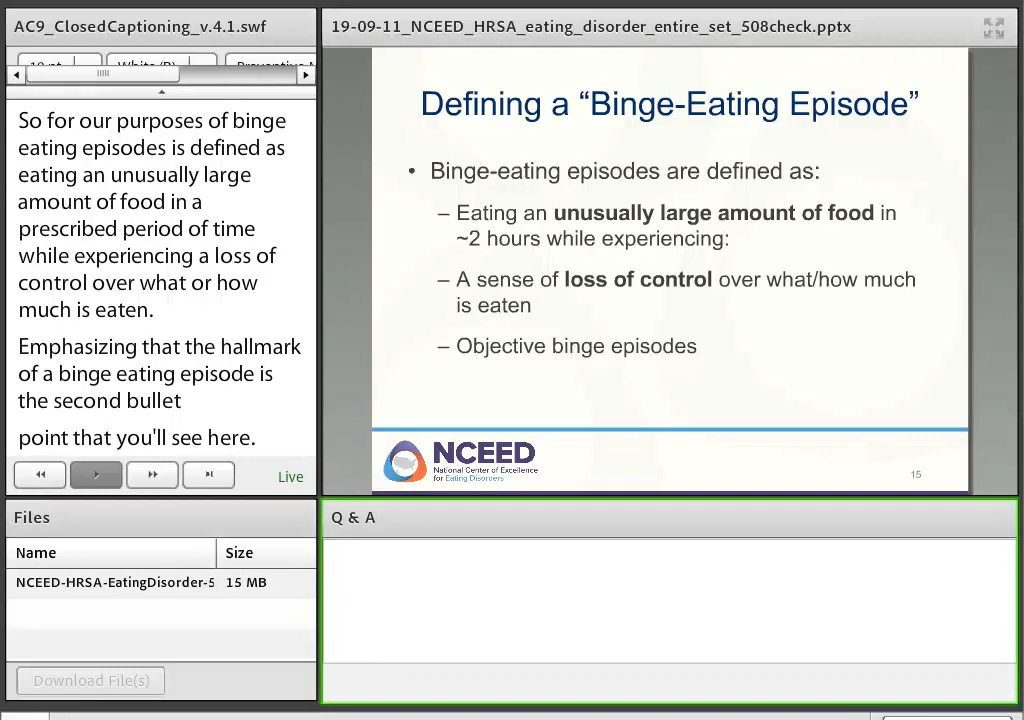 AC9_ClosedCaptioning_v.4.1.swf
So for our purposes of binge
eating episodes is defined as
eating an unusually large
amount of food in a
prescribed period of time
while experiencing a loss of
control over what or how
much is eaten.
Emphasizing that the hallmark
of a binge eating episode is
the second bullet
point that you'll see here.
Live
19-09-11_NCEED_HRSA_eating_disorder_entire_set_508check.pptx
Defining a “Binge-Eating Episode”
• Binge-eating episodes are defined as:
– Eating an unusually large amount of food in
~2 hours while experiencing:
– A sense of loss of control over what/how much
is eaten
– Objective binge episodes
NCEED
National Center of Excellence
for Eating Disorders
15
Files
Name Size
NCEED-HRSA-EatingDisorder-5 15 MB
Download File(s)
Q & A